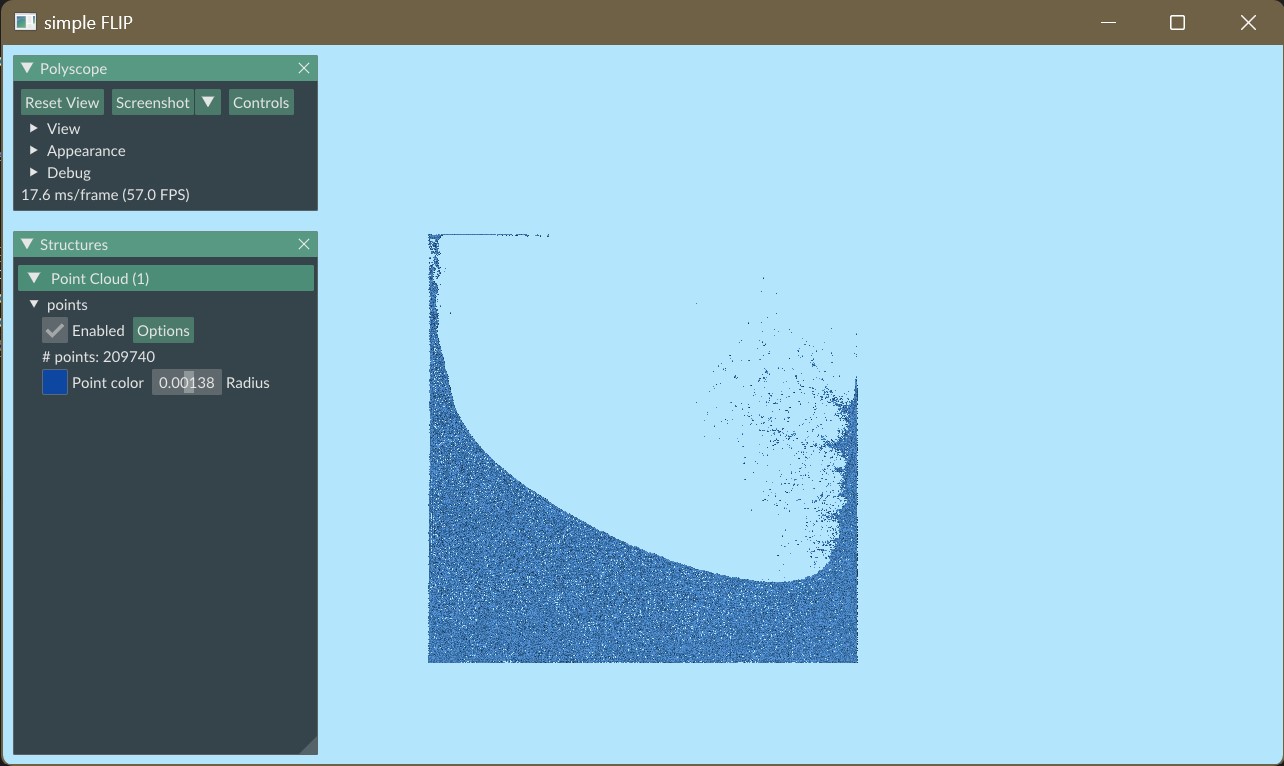 simple FLIP
Polyscope
Reset View Screenshot Controls
View
Appearance
Debug
17.6 ms/frame (57.0 FPS)
Structures
Point Cloud (1)
points
Enabled Options
# points: 209740
Point color 0.00138 Radius